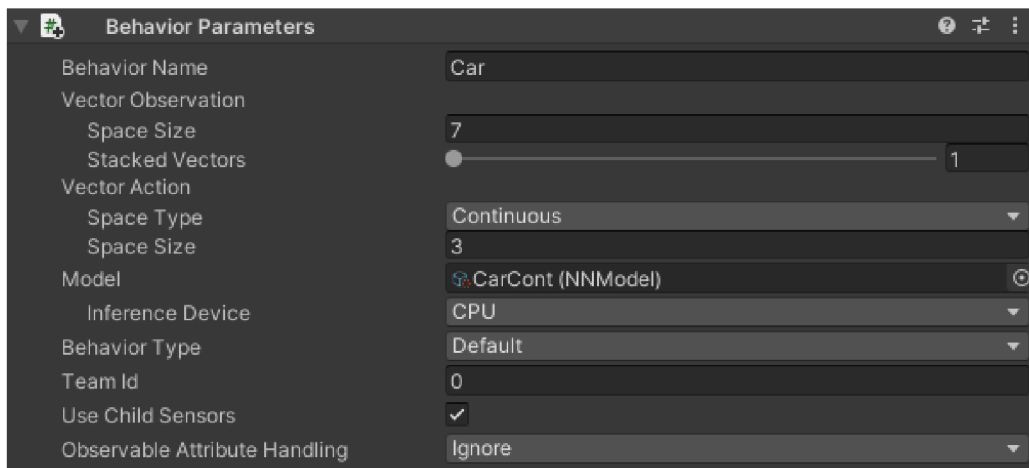 Behavior Parameters
Behavior Name Car
Vector Observation
Space Size 7
Stacked Vectors 1
Vector Action
Space Type Continuous
Space Size 3
Model CarCont (NNModel)
Inference Device CPU
Behavior Type Default
Team Id 0
Use Child Sensors
Observable Attribute Handling Ignore